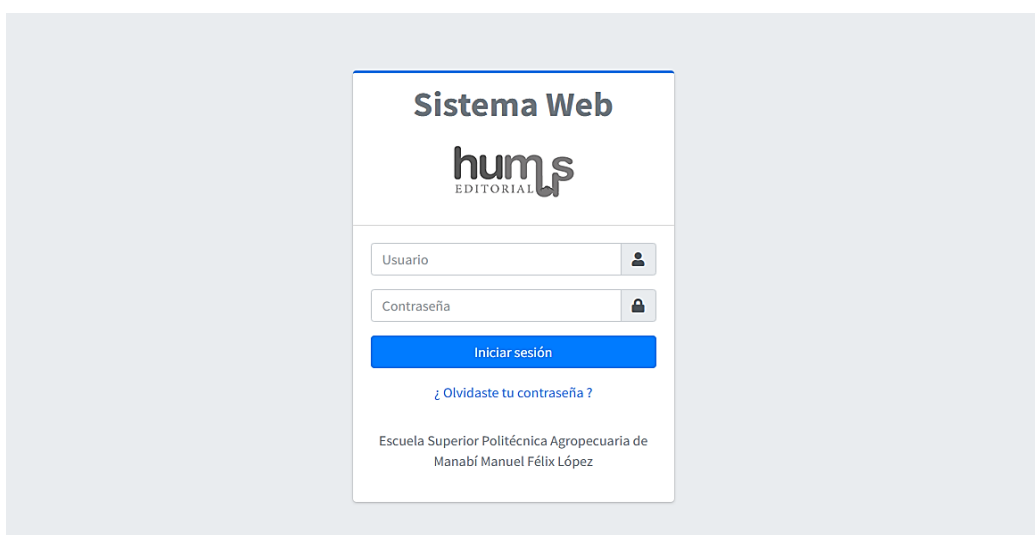 Sistema Web
humus
EDITORIAL
Usuario
Contraseña
Iniciar sesión
¿ Olvidaste tu contraseña ?
Escuela Superior Politécnica Agropecuaria de
Manabí Manuel Félix López